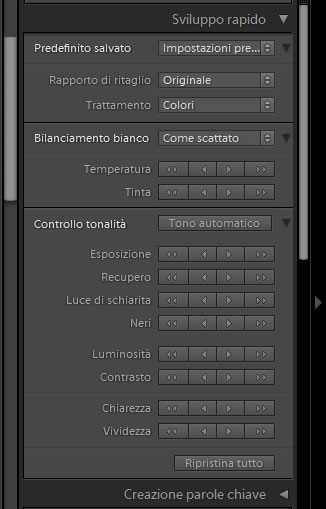 Sviluppo rapido
Predefinito salvato Impostazioni pre...
Rapporto di ritaglio Originale
Trattamento Colori
Bilanciamento bianco Come scattato
Temperatura
Tinta
Controllo tonalità Tono automatico
Esposizione
Recupero
Luce di schiarita
Neri
Luminosità
Contrasto
Chiarezza
Vividezza
Ripristina tutto
Creazione parole chiave